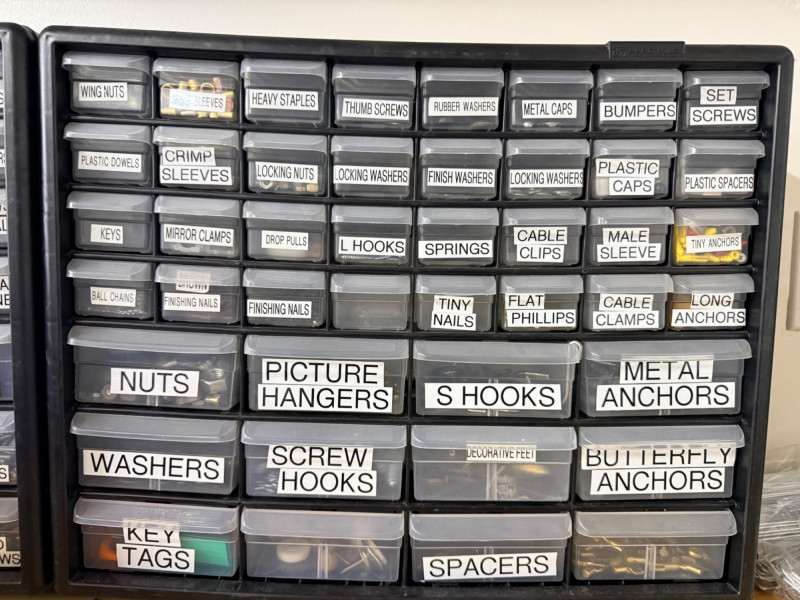 WING NUTS
SLEEVES
HEAVY STAPLES
THUMB SCREWS
RUBBER WASHERS
METAL CAPS
BUMPERS
SET
SCREWS
PLASTIC DOWELS
CRIMP
SLEEVES
LOCKING NUTS
LOCKING WASHERS
FINISH WASHERS
LOCKING WASHERS
PLASTIC
CAPS
PLASTIC SPACERS
KEYS
MIRROR CLAMPS
DROP PULLS
L HOOKS
SPRINGS
CABLE
CLIPS
MALE
SLEEVE
TINY ANCHORS
BALL CHAINS
BROWN
FINISHING NAILS
FINISHING NAILS
TINY
NAILS
FLAT
PHILLIPS
CABLE
CLAMPS
LONG
ANCHORS
NUTS
PICTURE
HANGERS
S HOOKS
METAL
ANCHORS
WASHERS
SCREW
HOOKS
DECORATIVE FEET
BUTTERFLY
ANCHORS
KEY
TAGS
SPACERS